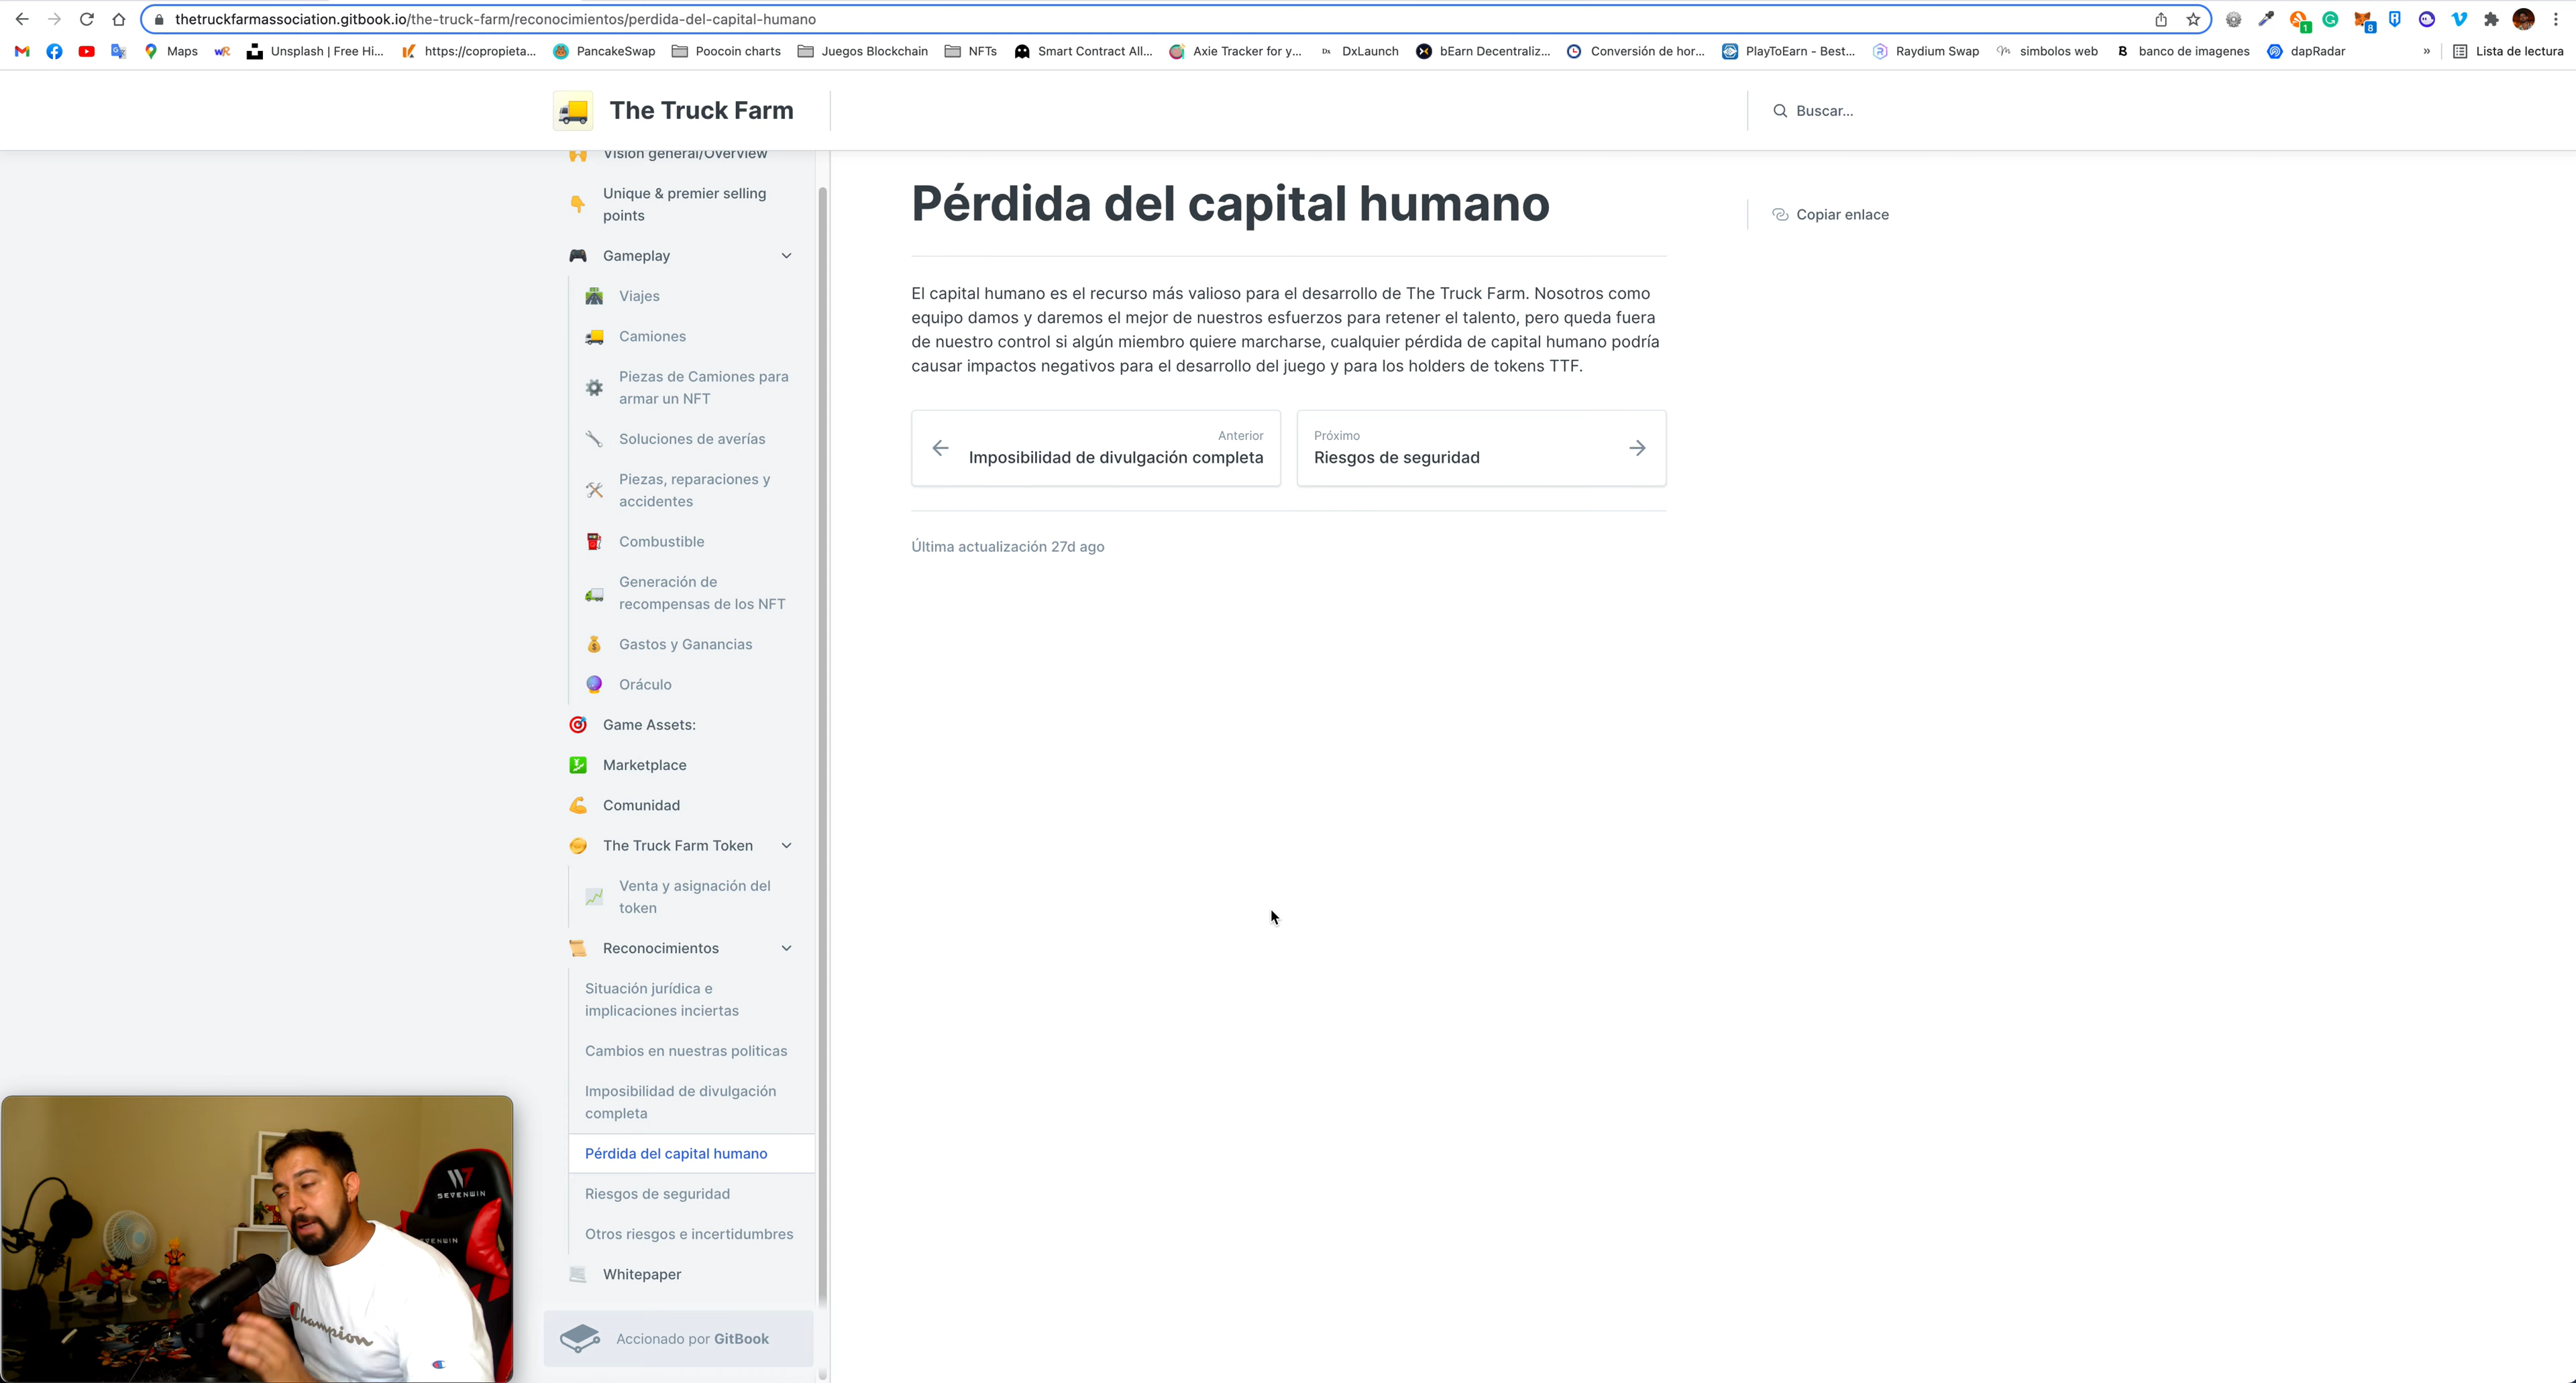 thetruckfarmassociation.gitbook.io/the-truck-farm/reconocimientos/perdida-del-capital-humano
Maps
Unsplash | Free Hi...
https://copropieta...
PancakeSwap
Poocoin charts
Juegos Blockchain
NFTs
Smart Contract All...
Axie Tracker for y...
Dx DxLaunch
bEarn Decentraliz...
Conversión de hor...
PlayToEarn - Best...
Raydium Swap
simbolos web
B banco de imagenes
dapRadar
»
Lista de lectura
1
8
The Truck Farm
Buscar...
Visión general/Overview
Unique & premier selling
points
Gameplay
Viajes
Camiones
Piezas de Camiones para
armar un NFT
Soluciones de averías
Piezas, reparaciones y
accidentes
Combustible
Generación de
recompensas de los NFT
Gastos y Ganancias
Oráculo
Game Assets:
Marketplace
Comunidad
The Truck Farm Token
Venta y asignación del
token
Reconocimientos
Situación jurídica e
implicaciones inciertas
Cambios en nuestras politicas
Imposibilidad de divulgación
completa
Pérdida del capital humano
Riesgos de seguridad
Otros riesgos e incertidumbres
Whitepaper
Accionado por GitBook
Pérdida del capital humano
Copiar enlace
El capital humano es el recurso más valioso para el desarrollo de The Truck Farm. Nosotros como
equipo damos y daremos el mejor de nuestros esfuerzos para retener el talento, pero queda fuera
de nuestro control si algún miembro quiere marcharse, cualquier pérdida de capital humano podría
causar impactos negativos para el desarrollo del juego y para los holders de tokens TTF.
Anterior
Imposibilidad de divulgación completa
Próximo
Riesgos de seguridad
Última actualización 27d ago
SEVENWIN
Champion